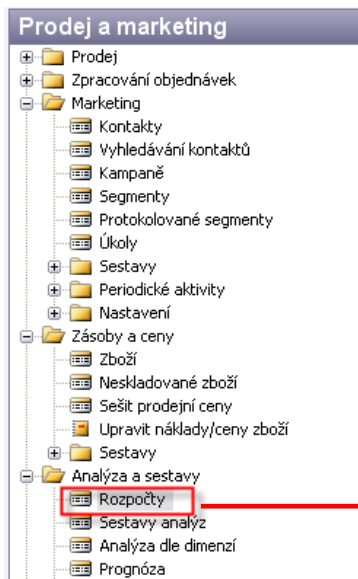 Prodej a marketing
Prodej
Zpracování objednávek
Marketing
Kontakty
Vyhledávání kontaktů
Kampaně
Segmenty
Protokolované segmenty
Úkoly
Sestavy
Periodické aktivity
Nastavení
Zásoby a ceny
Zboží
Neskladované zboží
Sešit prodejní ceny
Upravit náklady/ceny zboží
Sestavy
Analýza a sestavy
Rozpočty
Sestavy analýz
Analýza dle dimenzí
Prognóza